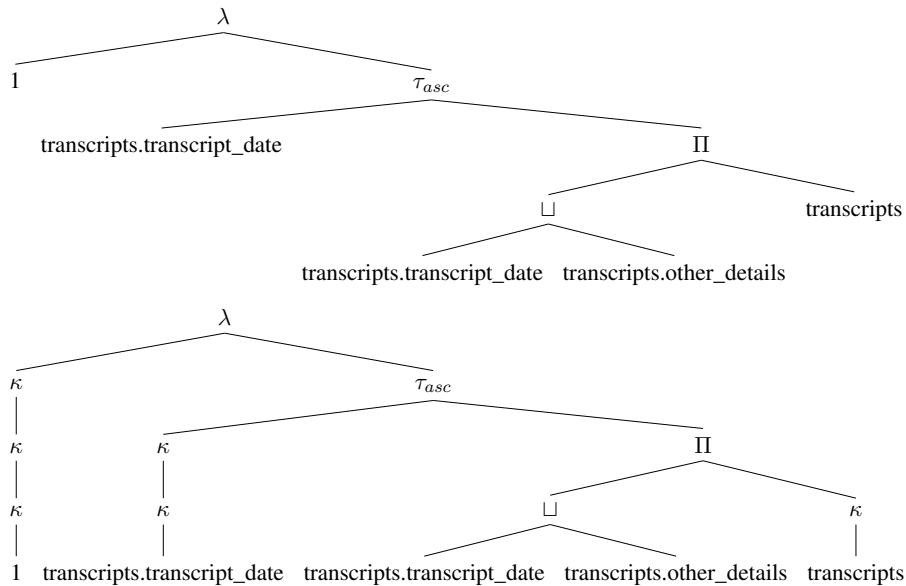 λ
1 τ_asc
transcripts.transcript_date Π
⊔ transcripts
transcripts.transcript_date transcripts.other_details
λ
κ τ_asc
κ κ Π
κ κ ⊔ κ
1 transcripts.transcript_date transcripts.transcript_date transcripts.other_details transcripts